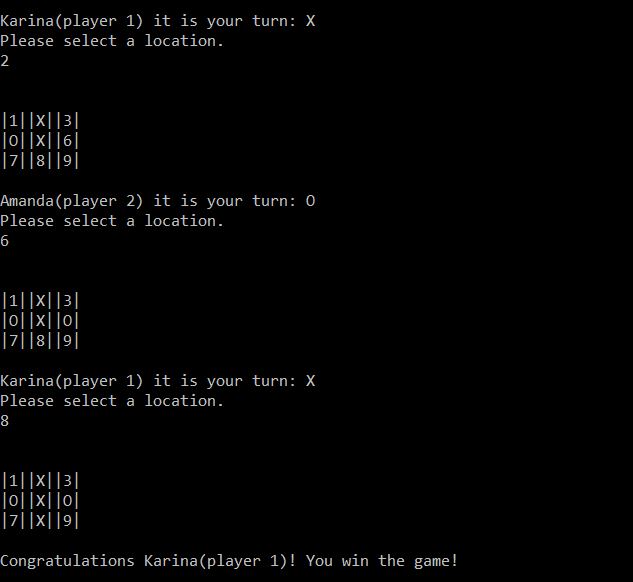 Karina(player 1) it is your turn: X
Please select a location.
2
|1||X||3|
|O||X||6|
|7||8||9|
Amanda(player 2) it is your turn: O
Please select a location.
6
|1||X||3|
|O||X||O|
|7||8||9|
Karina(player 1) it is your turn: X
Please select a location.
8
|1||X||3|
|O||X||O|
|7||X||9|
Congratulations Karina(player 1)! You win the game!